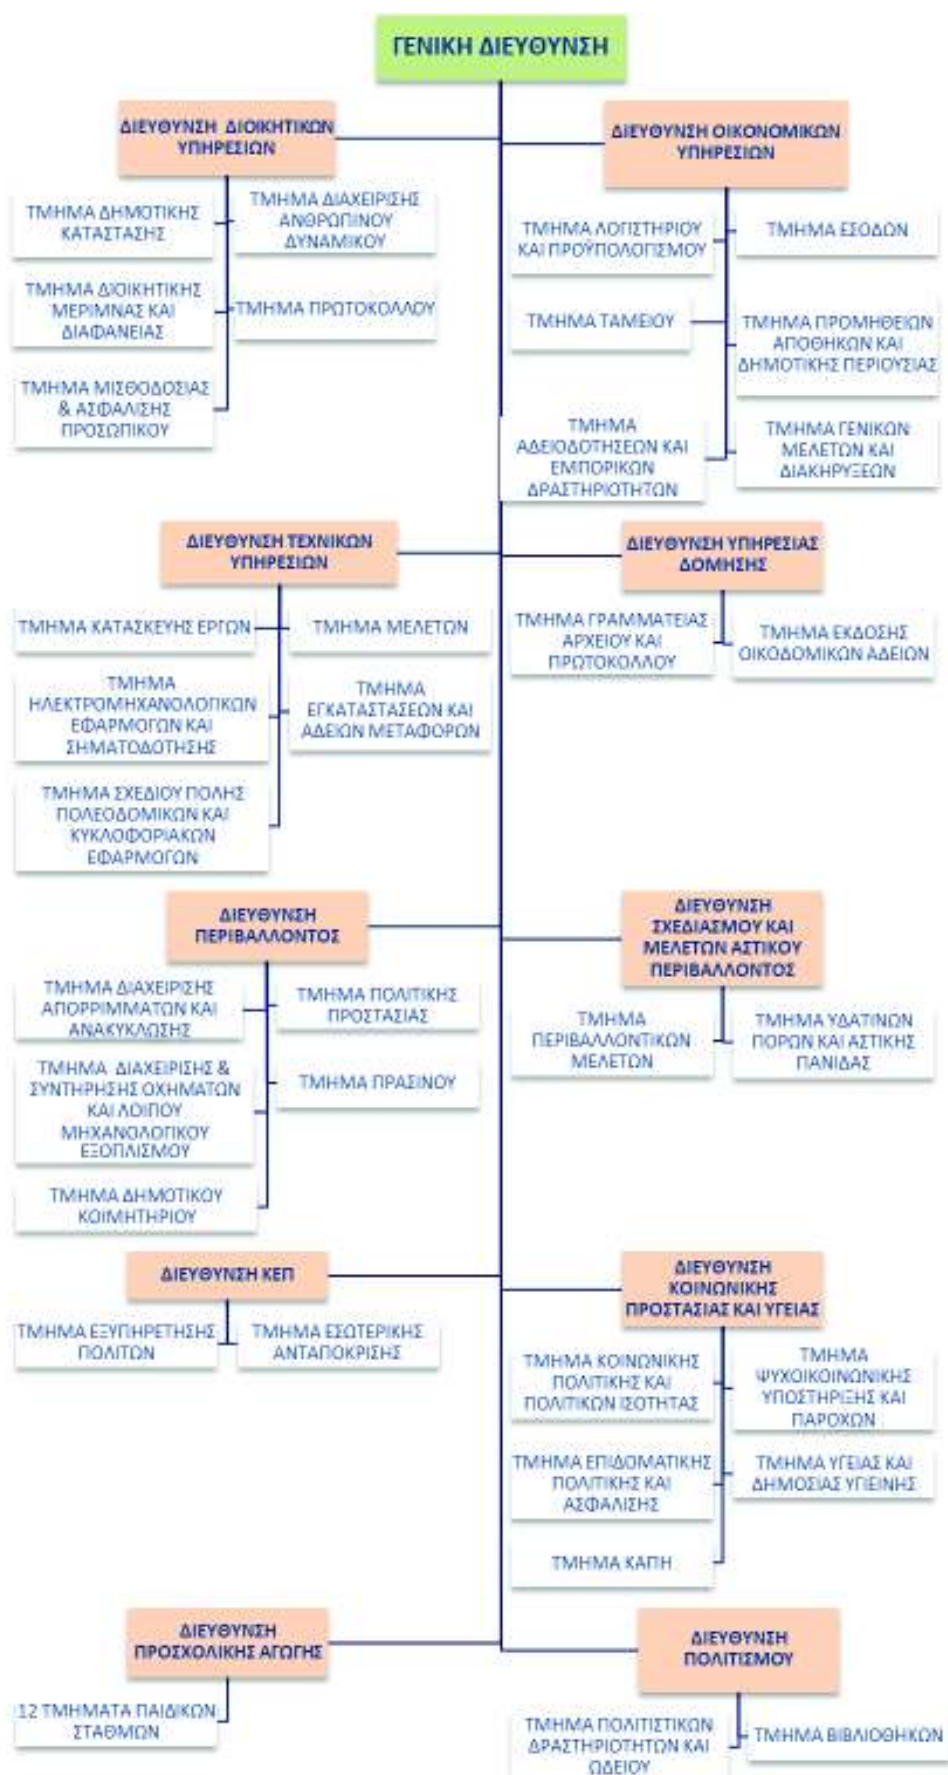 ΓΕΝΙΚΗ ΔΙΕΥΘΥΝΣΗ
ΔΙΕΥΘΥΝΣΗ ΔΙΟΙΚΗΤΙΚΩΝ
ΥΠΗΡΕΣΙΩΝ
ΤΜΗΜΑ ΔΗΜΟΤΙΚΗΣ
ΚΑΤΑΣΤΑΣΗΣ
ΤΜΗΜΑ ΔΙΑΧΕΙΡΙΣΗΣ
ΑΝΘΡΩΠΙΝΟΥ
ΔΥΝΑΜΙΚΟΥ
ΤΜΗΜΑ ΔΙΟΙΚΗΤΙΚΗΣ
ΜΕΡΙΜΝΑΣ ΚΑΙ
ΔΙΑΦΑΝΕΙΑΣ
ΤΜΗΜΑ ΠΡΩΤΟΚΟΛΛΟΥ
ΤΜΗΜΑ ΜΙΣΘΟΔΟΣΙΑΣ
& ΑΣΦΑΛΙΣΗΣ
ΠΡΟΣΩΠΙΚΟΥ
ΔΙΕΥΘΥΝΣΗ ΟΙΚΟΝΟΜΙΚΩΝ
ΥΠΗΡΕΣΙΩΝ
ΤΜΗΜΑ ΛΟΓΙΣΤΗΡΙΟΥ
ΚΑΙ ΠΡΟΫΠΟΛΟΓΙΣΜΟΥ
ΤΜΗΜΑ ΕΣΟΔΩΝ
ΤΜΗΜΑ ΤΑΜΕΙΟΥ
ΤΜΗΜΑ ΠΡΟΜΗΘΕΙΩΝ
ΑΠΟΘΗΚΩΝ ΚΑΙ
ΔΗΜΟΤΙΚΗΣ ΠΕΡΙΟΥΣΙΑΣ
ΤΜΗΜΑ
ΑΔΕΙΟΔΟΤΗΣΕΩΝ ΚΑΙ
ΕΜΠΟΡΙΚΩΝ
ΔΡΑΣΤΗΡΙΟΤΗΤΩΝ
ΤΜΗΜΑ ΓΕΝΙΚΩΝ
ΜΕΛΕΤΩΝ ΚΑΙ
ΔΙΑΚΗΡΥΞΕΩΝ
ΔΙΕΥΘΥΝΣΗ ΤΕΧΝΙΚΩΝ
ΥΠΗΡΕΣΙΩΝ
ΤΜΗΜΑ ΚΑΤΑΣΚΕΥΗΣ ΕΡΓΩΝ
ΤΜΗΜΑ ΜΕΛΕΤΩΝ
ΤΜΗΜΑ
ΗΛΕΚΤΡΟΜΗΧΑΝΟΛΟΓΙΚΩΝ
ΕΦΑΡΜΟΓΩΝ ΚΑΙ
ΣΗΜΑΤΟΔΟΤΗΣΗΣ
ΤΜΗΜΑ
ΕΓΚΑΤΑΣΤΑΣΕΩΝ ΚΑΙ
ΑΔΕΙΩΝ ΜΕΤΑΦΟΡΩΝ
ΤΜΗΜΑ ΣΧΕΔΙΟΥ ΠΟΛΗΣ
ΠΟΛΕΟΔΟΜΙΚΩΝ ΚΑΙ
ΚΥΚΛΟΦΟΡΙΑΚΩΝ
ΕΦΑΡΜΟΓΩΝ
ΔΙΕΥΘΥΝΣΗ ΥΠΗΡΕΣΙΑΣ
ΔΟΜΗΣΗΣ
ΤΜΗΜΑ ΓΡΑΜΜΑΤΕΙΑΣ
ΑΡΧΕΙΟΥ ΚΑΙ
ΠΡΩΤΟΚΟΛΛΟΥ
ΤΜΗΜΑ ΕΚΔΟΣΗΣ
ΟΙΚΟΔΟΜΙΚΩΝ ΑΔΕΙΩΝ
ΔΙΕΥΘΥΝΣΗ
ΠΕΡΙΒΑΛΛΟΝΤΟΣ
ΤΜΗΜΑ ΔΙΑΧΕΙΡΙΣΗΣ
ΑΠΟΡΡΙΜΜΑΤΩΝ ΚΑΙ
ΑΝΑΚΥΚΛΩΣΗΣ
ΤΜΗΜΑ ΠΟΛΙΤΙΚΗΣ
ΠΡΟΣΤΑΣΙΑΣ
ΤΜΗΜΑ ΔΙΑΧΕΙΡΙΣΗΣ &
ΣΥΝΤΗΡΗΣΗΣ ΟΧΗΜΑΤΩΝ
ΚΑΙ ΛΟΙΠΟΥ
ΜΗΧΑΝΟΛΟΓΙΚΟΥ
ΕΞΟΠΛΙΣΜΟΥ
ΤΜΗΜΑ ΠΡΑΣΙΝΟΥ
ΤΜΗΜΑ ΔΗΜΟΤΙΚΟΥ
ΚΟΙΜΗΤΗΡΙΟΥ
ΔΙΕΥΘΥΝΣΗ
ΣΧΕΔΙΑΣΜΟΥ ΚΑΙ
ΜΕΛΕΤΩΝ ΑΣΤΙΚΟΥ
ΠΕΡΙΒΑΛΛΟΝΤΟΣ
ΤΜΗΜΑ
ΠΕΡΙΒΑΛΛΟΝΤΙΚΩΝ
ΜΕΛΕΤΩΝ
ΤΜΗΜΑ ΥΔΑΤΙΝΩΝ
ΠΟΡΩΝ ΚΑΙ ΑΣΤΙΚΗΣ
ΠΑΝΙΔΑΣ
ΔΙΕΥΘΥΝΣΗ ΚΕΠ
ΤΜΗΜΑ ΕΞΥΠΗΡΕΤΗΣΗΣ
ΠΟΛΙΤΩΝ
ΤΜΗΜΑ ΕΣΩΤΕΡΙΚΗΣ
ΑΝΤΑΠΟΚΡΙΣΗΣ
ΔΙΕΥΘΥΝΣΗ
ΚΟΙΝΩΝΙΚΗΣ
ΠΡΟΣΤΑΣΙΑΣ ΚΑΙ ΥΓΕΙΑΣ
ΤΜΗΜΑ ΚΟΙΝΩΝΙΚΗΣ
ΠΟΛΙΤΙΚΗΣ ΚΑΙ
ΠΟΛΙΤΙΚΩΝ ΙΣΟΤΗΤΑΣ
ΤΜΗΜΑ
ΨΥΧΟΙΚΟΙΝΩΝΙΚΗΣ
ΥΠΟΣΤΗΡΙΞΗΣ ΚΑΙ
ΠΑΡΟΧΩΝ
ΤΜΗΜΑ ΕΠΙΔΟΜΑΤΙΚΗΣ
ΠΟΛΙΤΙΚΗΣ ΚΑΙ
ΑΣΦΑΛΙΣΗΣ
ΤΜΗΜΑ ΥΓΕΙΑΣ ΚΑΙ
ΔΗΜΟΣΙΑΣ ΥΓΙΕΙΝΗΣ
ΤΜΗΜΑ ΚΑΠΗ
ΔΙΕΥΘΥΝΣΗ
ΠΡΟΣΧΟΛΙΚΗΣ ΑΓΩΓΗΣ
12 ΤΜΗΜΑΤΑ ΠΑΙΔΙΚΩΝ
ΣΤΑΘΜΩΝ
ΔΙΕΥΘΥΝΣΗ
ΠΟΛΙΤΙΣΜΟΥ
ΤΜΗΜΑ ΠΟΛΙΤΙΣΤΙΚΩΝ
ΔΡΑΣΤΗΡΙΟΤΗΤΩΝ ΚΑΙ
ΩΔΕΙΟΥ
ΤΜΗΜΑ ΒΙΒΛΙΟΘΗΚΩΝ